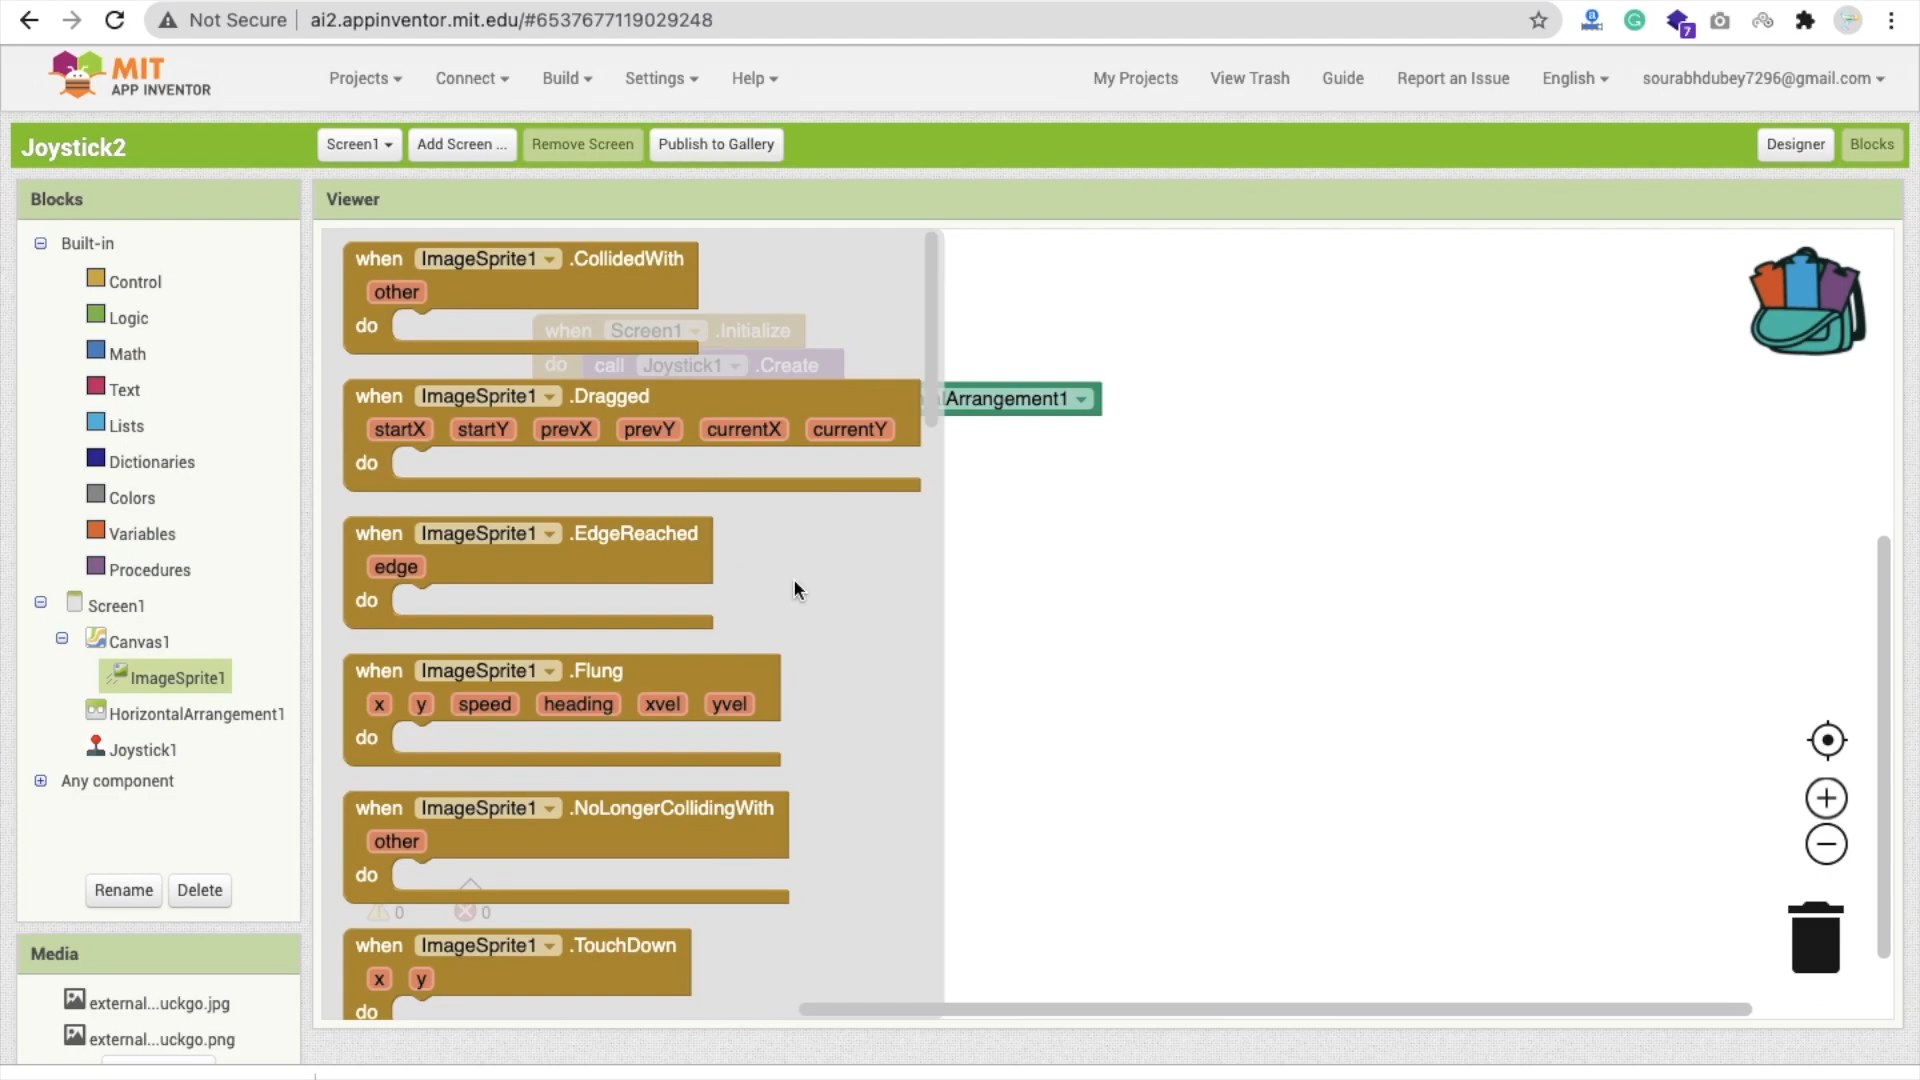 Not Secure ai2.appinventor.mit.edu/#6537677119029248
7
MIT
APP INVENTOR
Projects Connect Build Settings Help My Projects View Trash Guide Report an Issue English sourabhdubey7296@gmail.com
Joystick2 Screen1 Add Screen ... Remove Screen Publish to Gallery Designer Blocks
Blocks
Viewer
Built-in
Control
Logic
Math
Text
Lists
Dictionaries
Colors
Variables
Procedures
Screen1
Canvas1
ImageSprite1
HorizontalArrangement1
Joystick1
Any component
Rename Delete
Media
external...uckgo.jpg
external...uckgo.png
when ImageSprite1 .CollidedWith
other
do
when Screen1 .Initialize
do call Joystick1 .Create
lArrangement1
when ImageSprite1 .Dragged
startX startY prevX prevY currentX currentY
do
when ImageSprite1 .EdgeReached
edge
do
when ImageSprite1 .Flung
x y speed heading xvel yvel
do
when ImageSprite1 .NoLongerCollidingWith
other
do
0 0
when ImageSprite1 .TouchDown
x y
do